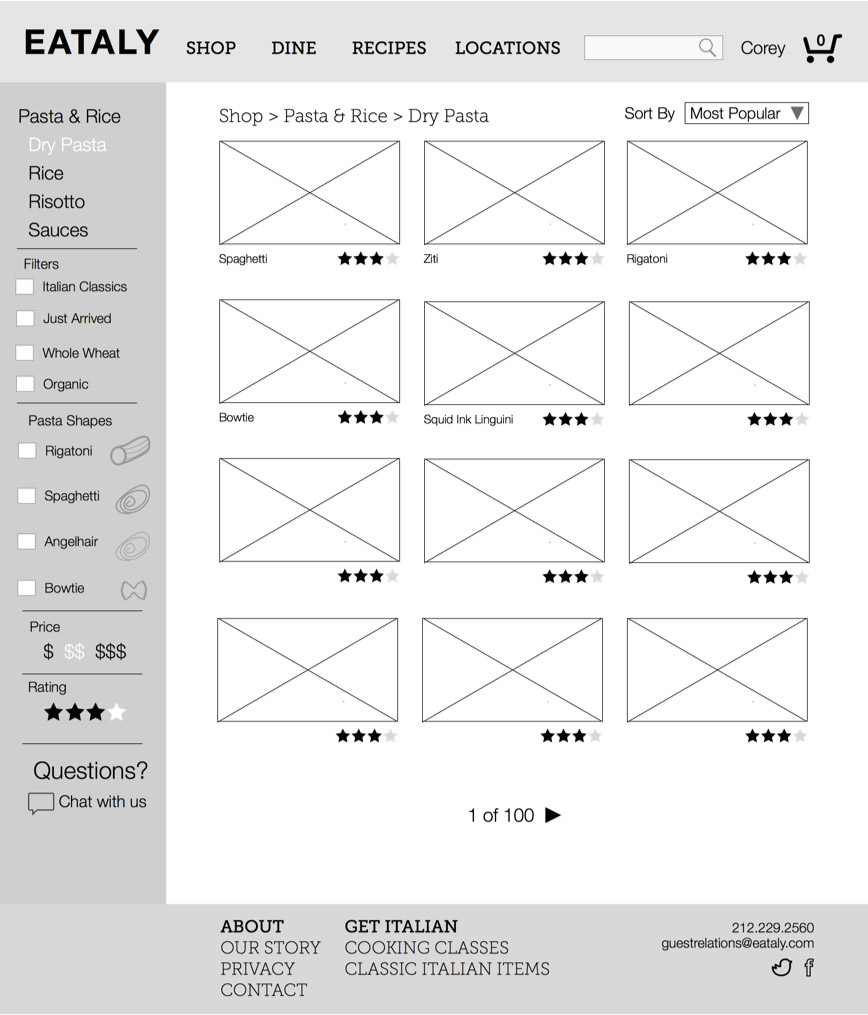 EATALY SHOP DINE RECIPES LOCATIONS Corey 0
Pasta & Rice
Dry Pasta
Rice
Risotto
Sauces
Filters
Italian Classics
Just Arrived
Whole Wheat
Organic
Pasta Shapes
Rigatoni
Spaghetti
Angelhair
Bowtie
Price
$ $$ $$$
Rating
Questions?
Chat with us
Shop > Pasta & Rice > Dry Pasta
Sort By Most Popular
Spaghetti
Ziti
Rigatoni
Bowtie
Squid Ink Linguini
1 of 100
ABOUT
OUR STORY
PRIVACY
CONTACT
GET ITALIAN
COOKING CLASSES
CLASSIC ITALIAN ITEMS
212.229.2560
guestrelations@eataly.com